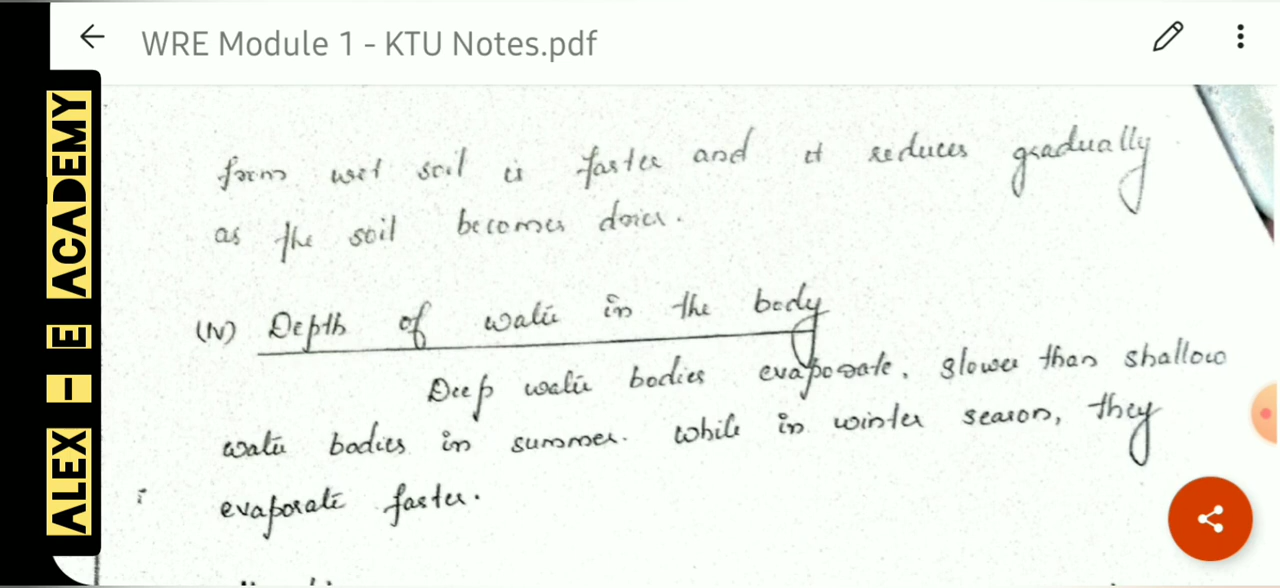 WRE Module 1 - KTU Notes.pdf
ALEX - E ACADEMY
from wet soil is faster and it reduces gradually
as the soil becomes drier.
(IV) Depth of water in the body
Deep water bodies evaporate. slower than shallow
water bodies in summer. While in winter season, they
evaporate faster.